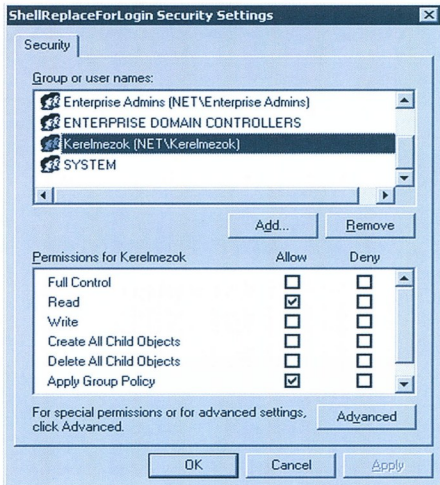 ShellReplaceForLogin Security Settings
Security
Group or user names:
Enterprise Admins (NET\Enterprise Admins)
ENTERPRISE DOMAIN CONTROLLERS
Kerelmezok (NET\Kerelmezok)
SYSTEM
Add... Remove
Permissions for Kerelmezok Allow Deny
Full Control
Read
Write
Create All Child Objects
Delete All Child Objects
Apply Group Policy
For special permissions or for advanced settings,
click Advanced. Advanced
OK Cancel Apply